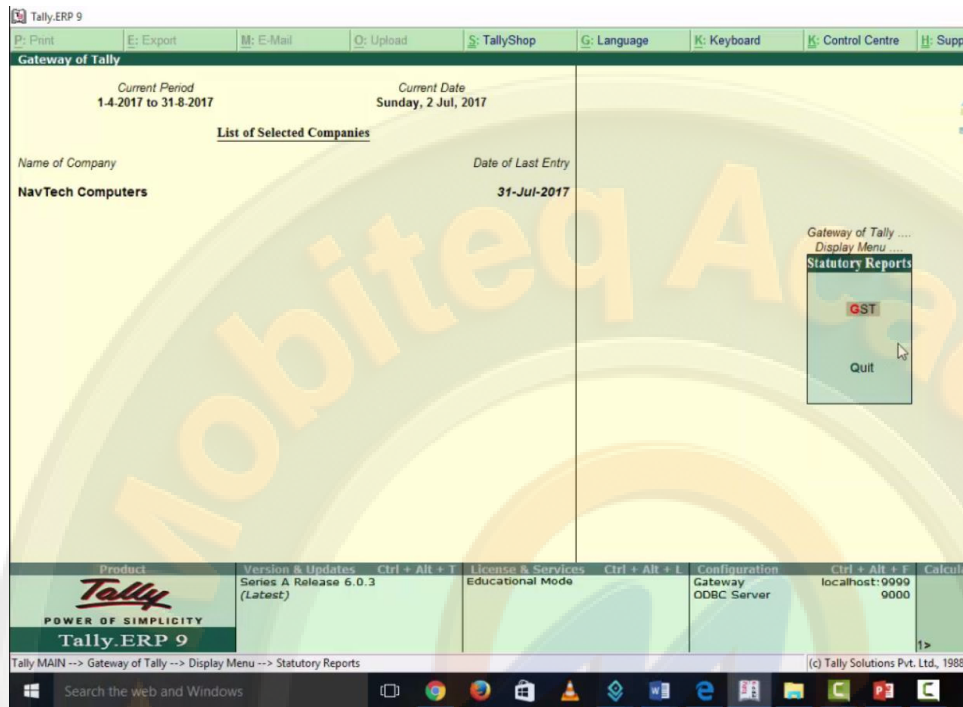 Tally.ERP 9
P: Print E: Export M: E-Mail O: Upload S: TallyShop G: Language K: Keyboard K: Control Centre H: Supp
Gateway of Tally
Current Period Current Date
1-4-2017 to 31-8-2017 Sunday, 2 Jul, 2017
List of Selected Companies
Name of Company Date of Last Entry
NavTech Computers 31-Jul-2017
Gateway of Tally ....
Display Menu ....
Statutory Reports
GST
Quit
Mobiteq Aca
Product Version & Updates Ctrl + Alt + T License & Services Ctrl + Alt + L Configuration Ctrl + Alt + F Calcula
Tally Series A Release 6.0.3 Educational Mode Gateway localhost:9999
(Latest) ODBC Server 9000
POWER OF SIMPLICITY
Tally.ERP 9 1>
Tally MAIN --> Gateway of Tally --> Display Menu --> Statutory Reports (c) Tally Solutions Pvt. Ltd., 1988
Search the web and Windows